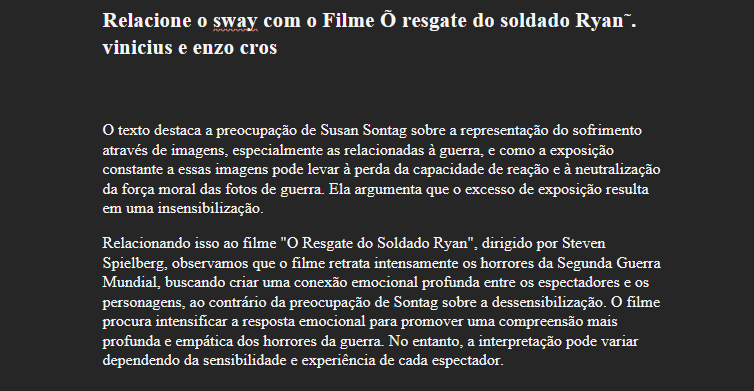 Relacione o sway com o Filme Õ resgate do soldado Ryan˜.
vinicius e enzo cros
O texto destaca a preocupação de Susan Sontag sobre a representação do sofrimento
através de imagens, especialmente as relacionadas à guerra, e como a exposição
constante a essas imagens pode levar à perda da capacidade de reação e à neutralização
da força moral das fotos de guerra. Ela argumenta que o excesso de exposição resulta
em uma insensibilização.
Relacionando isso ao filme "O Resgate do Soldado Ryan", dirigido por Steven
Spielberg, observamos que o filme retrata intensamente os horrores da Segunda Guerra
Mundial, buscando criar uma conexão emocional profunda entre os espectadores e os
personagens, ao contrário da preocupação de Sontag sobre a dessensibilização. O filme
procura intensificar a resposta emocional para promover uma compreensão mais
profunda e empática dos horrores da guerra. No entanto, a interpretação pode variar
dependendo da sensibilidade e experiência de cada espectador.